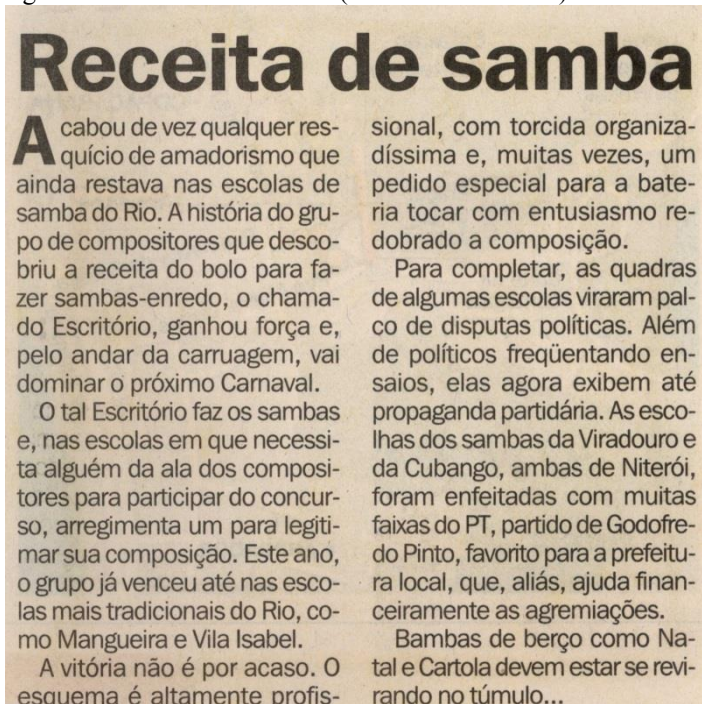 Receita de samba
Acabou de vez qualquer res-
quício de amadorismo que
ainda restava nas escolas de
samba do Rio. A história do gru-
po de compositores que desco-
briu a receita do bolo para fa-
zer sambas-enredo, o chama-
do Escritório, ganhou força e,
pelo andar da carruagem, vai
dominar o próximo Carnaval.
O tal Escritório faz os sambas
e, nas escolas em que necessi-
ta alguém da ala dos composi-
tores para participar do concur-
so, arregimenta um para legiti-
mar sua composição. Este ano,
o grupo já venceu até nas esco-
las mais tradicionais do Rio, co-
mo Mangueira e Vila Isabel.
A vitória não é por acaso. O
esquema é altamente profis-
sional, com torcida organiza-
díssima e, muitas vezes, um
pedido especial para a bate-
ria tocar com entusiasmo re-
dobrado a composição.
Para completar, as quadras
de algumas escolas viraram pal-
co de disputas políticas. Além
de políticos freqüentando en-
saios, elas agora exibem até
propaganda partidária. As esco-
lhas dos sambas da Viradouro e
da Cubango, ambas de Niterói,
foram enfeitadas com muitas
faixas do PT, partido de Godofre-
do Pinto, favorito para a prefeitu-
ra local, que, aliás, ajuda finan-
ceiramente as agremiações.
Bambas de berço como Na-
tal e Cartola devem estar se revi-
rando no túmulo...